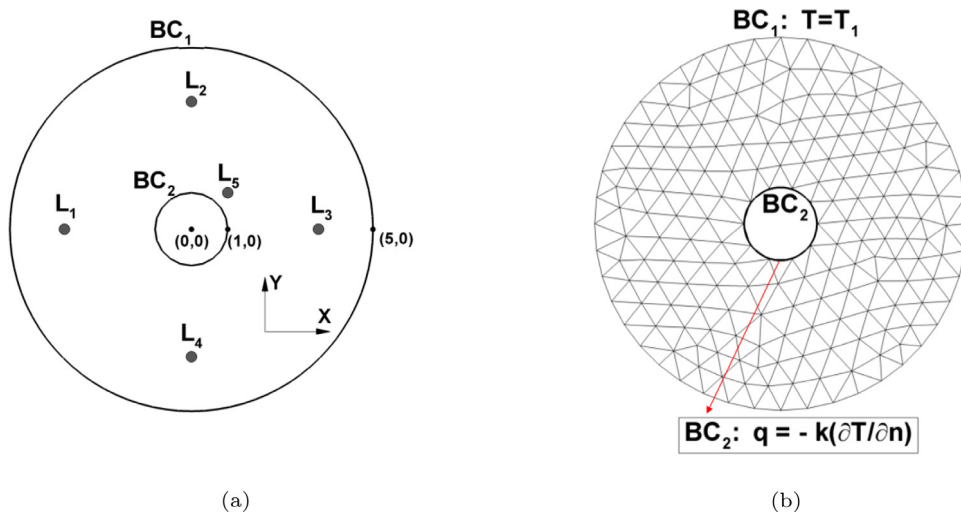 BC₁
L₂
BC₂
L₅
L₁
L₃
(0,0)
(1,0)
(5,0)
Y
X
L₄
(a)
BC₁: T=T₁
BC₂
BC₂: q = - k(∂T/∂n)
(b)